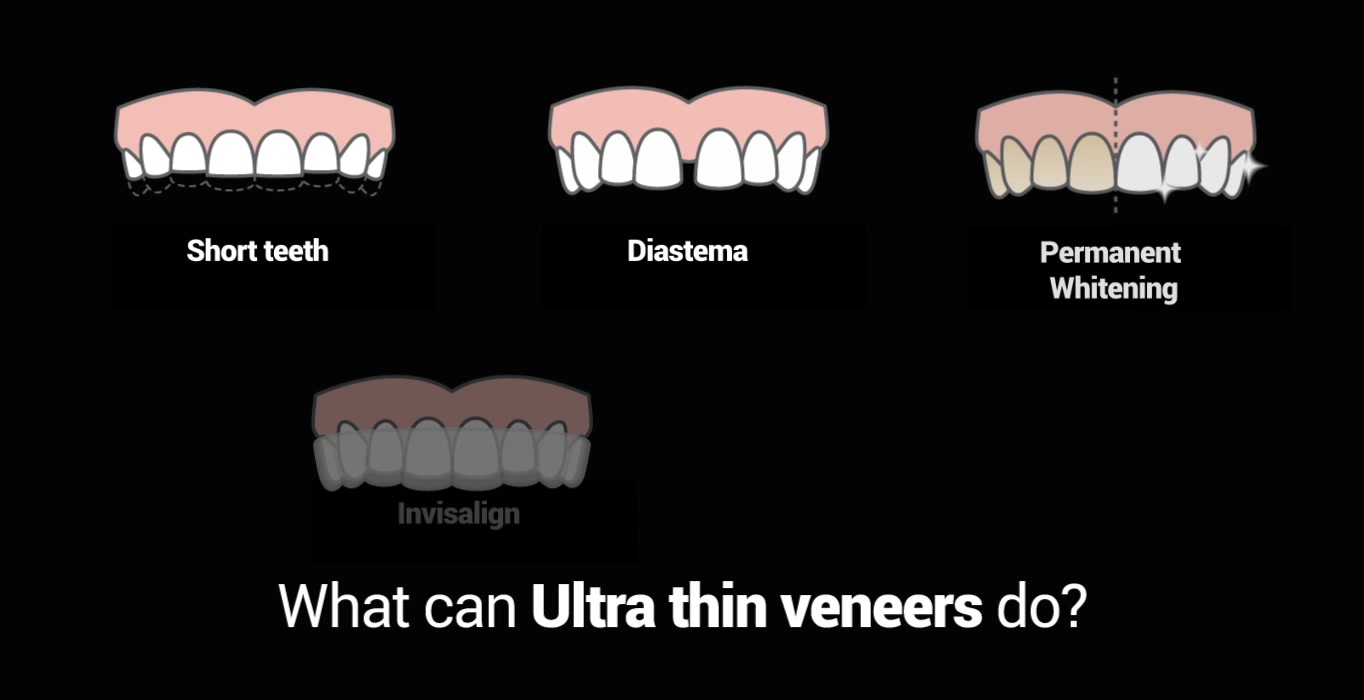 Short teeth
Diastema
Permanent
Whitening
Invisalign
What can Ultra thin veneers do?